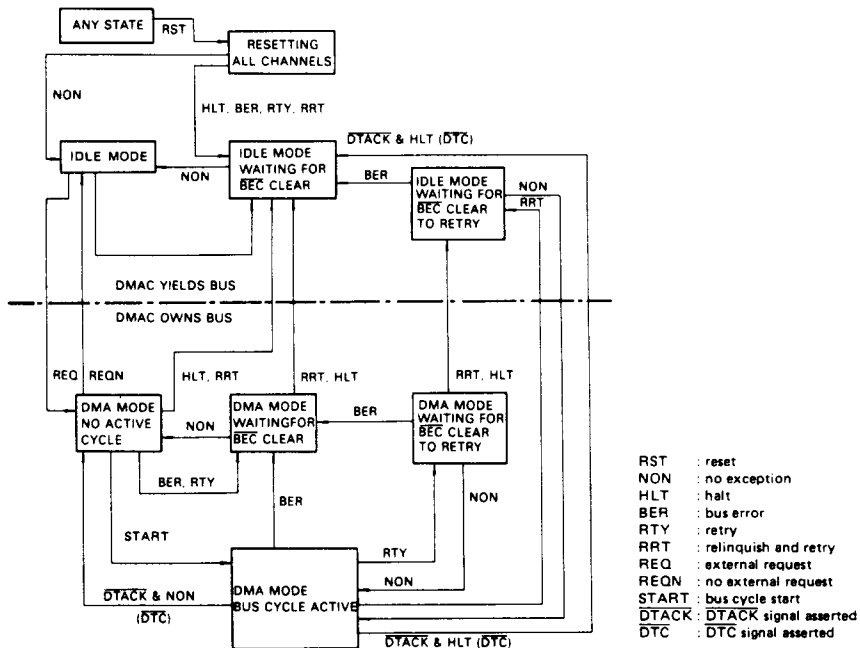 ANY STATE
RST
RESETTING
ALL CHANNELS
NON
HLT, BER, RTY, RRT
DTACK & HLT (DTC)
IDLE MODE
NON
IDLE MODE
WAITING FOR
BEC CLEAR
BER
IDLE MODE
WAITING FOR
BEC CLEAR
TO RETRY
NON
RRT
DMAC YIELDS BUS
DMAC OWNS BUS
REQ
REQN
HLT, RRT
RRT, HLT
RRT, HLT
DMA MODE
NO ACTIVE
CYCLE
NON
DMA MODE
WAITINGFOR
BEC CLEAR
BER
DMA MODE
WAITING FOR
BEC CLEAR
TO RETRY
BER, RTY
BER
NON
START
RTY
NON
DTACK & NON
(DTC)
DMA MODE
BUS CYCLE ACTIVE
DTACK & HLT (DTC)
RST : reset
NON : no exception
HLT : halt
BER : bus error
RTY : retry
RRT : relinquish and retry
REQ : external request
REQN : no external request
START : bus cycle start
DTACK : DTACK signal asserted
DTC : DTC signal asserted